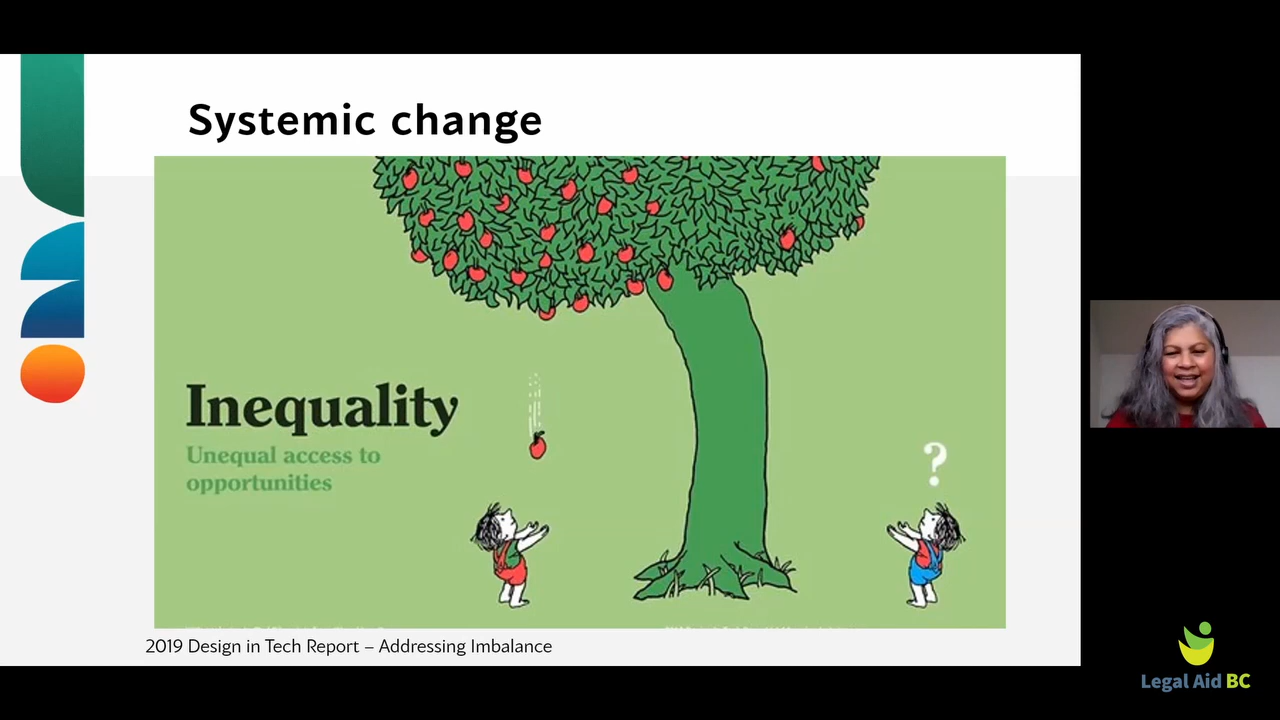 Systemic change
Inequality
Unequal access to
opportunities
?
2019 Design in Tech Report – Addressing Imbalance
Legal Aid BC